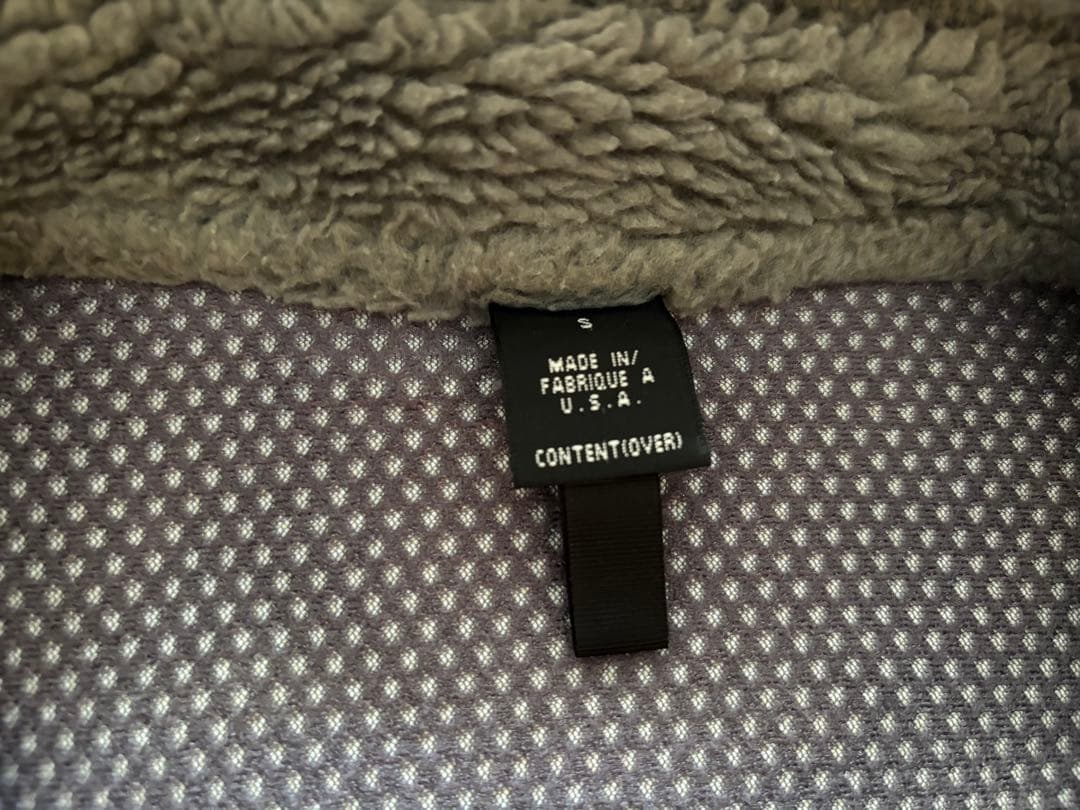 S
MADE IN/
FABRIQUE A
U.S.A.
CONTENT(OVER)